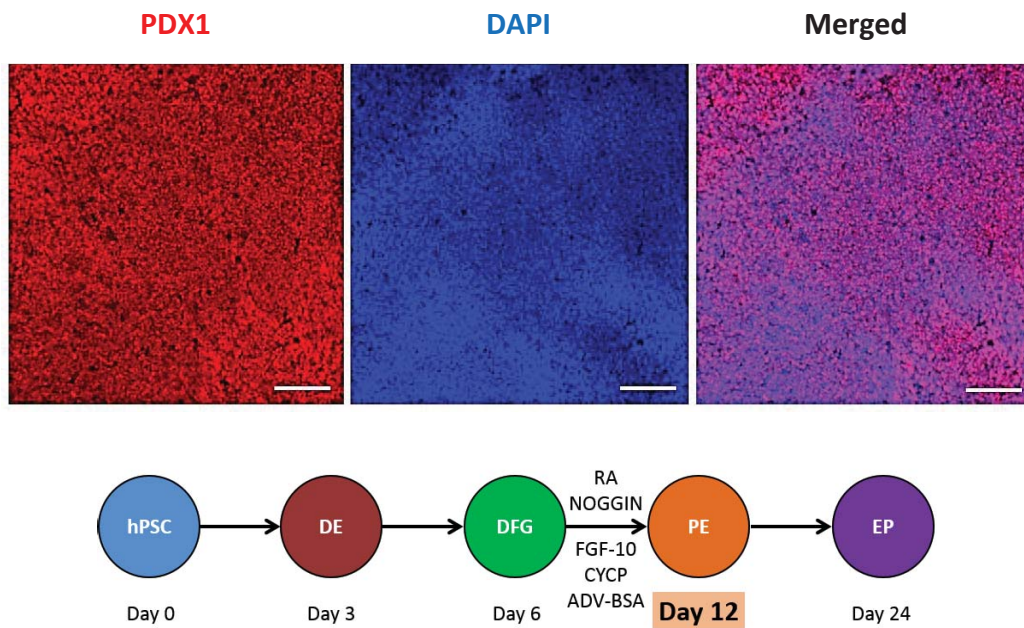 PDX1
DAPI
Merged
RA
NOGGIN
hPSC
DE
DFG
PE
EP
FGF-10
CYCP
ADV-BSA
Day 0
Day 3
Day 6
Day 12
Day 24